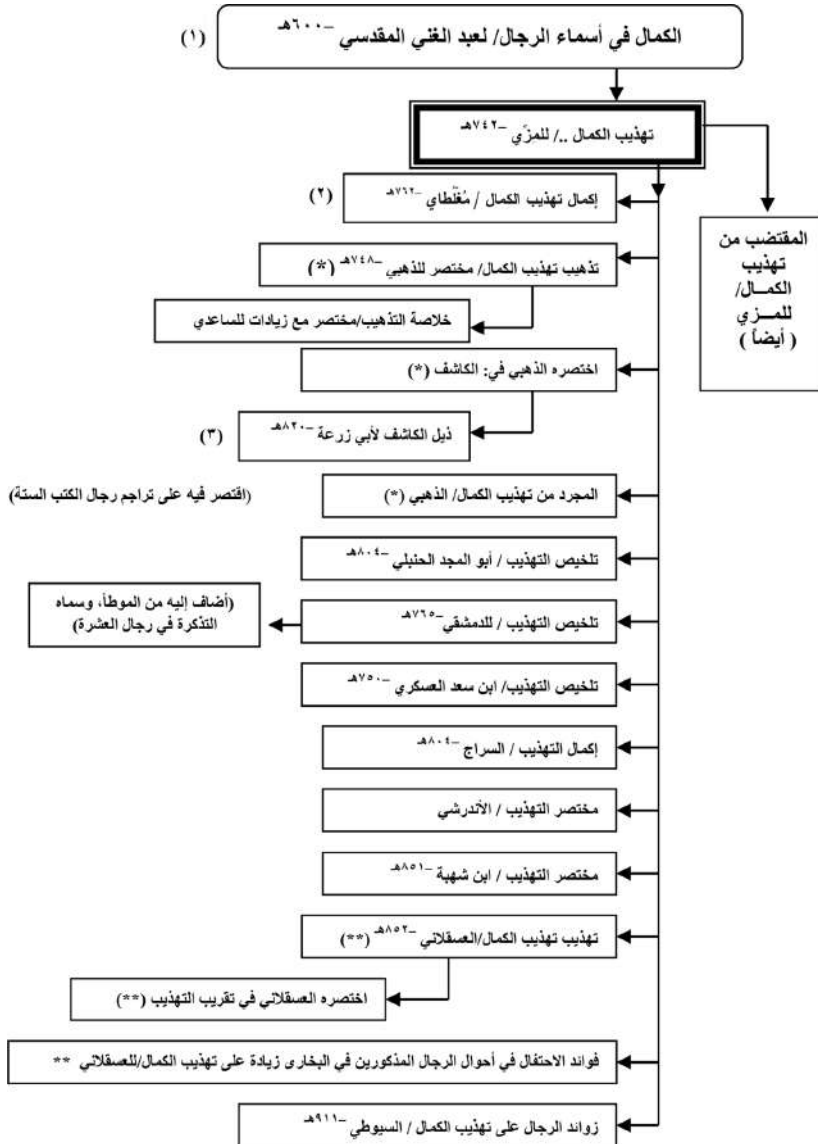 الكمال في أسماء الرجال/ لعبد الغني المقدسي –٦٠٠هـ (١)
تهذيب الكمال ../ للمِزِّي –٧٤٢هـ
المقتضب من
تهذيب
الكمــال/
للمــزي
( أيضاً )
إكمال تهذيب الكمال / مُغَلْطاي –٧٦٢هـ (٢)
تذهيب تهذيب الكمال/ مختصر للذهبي –٧٤٨هـ (*)
خلاصة التذهيب/مختصر مع زيادات للساعدي
اختصره الذهبي في: الكاشف (*)
ذيل الكاشف لأبي زرعة –٨٢٠هـ (٣)
المجرد من تهذيب الكمال/ الذهبي (*) (اقتصر فيه على تراجم رجال الكتب الستة)
تلخيص التهذيب / أبو المجد الحنبلي –٨٠٤هـ
تلخيص التهذيب / للدمشقي–٧٦٥هـ
(أضاف إليه من الموطأ، وسماه
التذكرة في رجال العشرة)
تلخيص التهذيب/ ابن سعد العسكري –٧٥٠هـ
إكمال التهذيب / السراج –٨٠٤هـ
مختصر التهذيب / الأندرشي
مختصر التهذيب / ابن شهبة –٨٥١هـ
تهذيب تهذيب الكمال/العسقلاني –٨٥٢هـ (**)
اختصره العسقلاني في تقريب التهذيب (**)
فوائد الاحتفال في أحوال الرجال المذكورين في البخارى زيادة على تهذيب الكمال/للعسقلاني **
زوائد الرجال على تهذيب الكمال / السيوطي –٩١١هـ